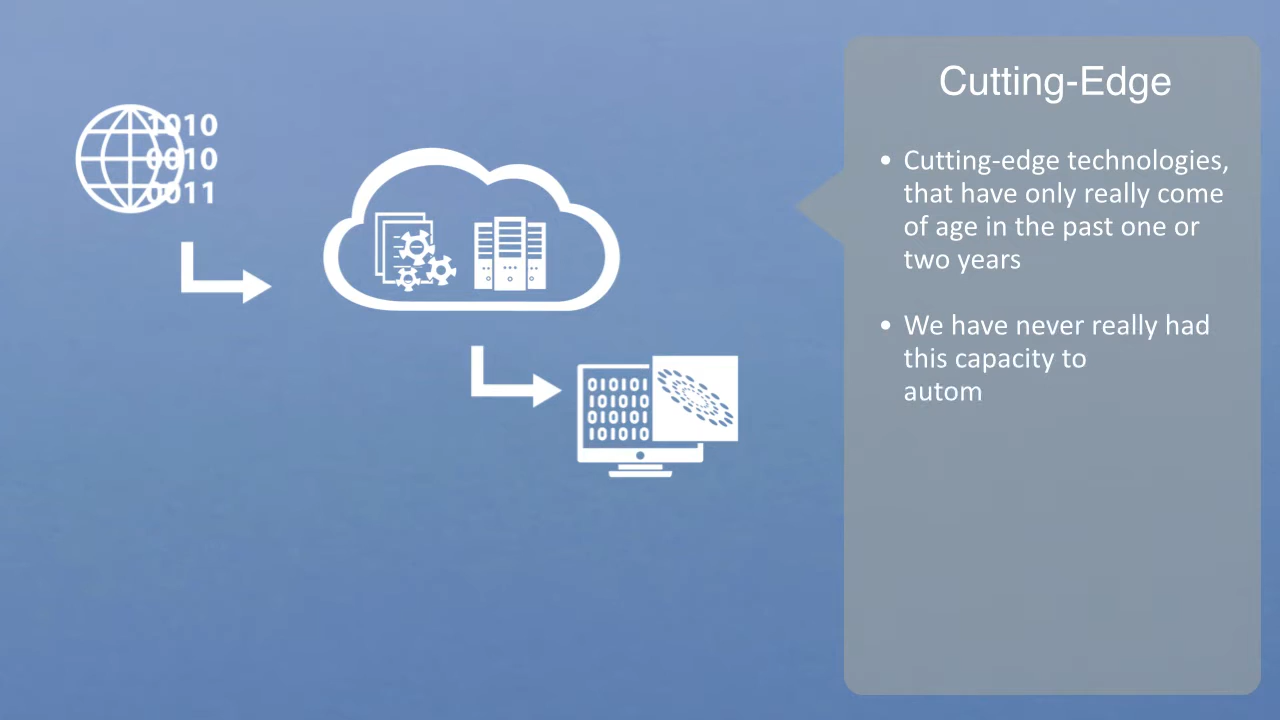 1010
0010
0011
010101
101010
010101
101010
Cutting-Edge
• Cutting-edge technologies,
that have only really come
of age in the past one or
two years
• We have never really had
this capacity to
autom